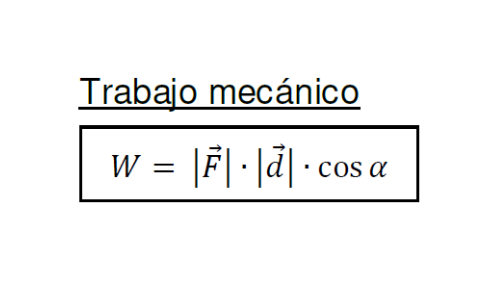 Trabajo mecánico
W = |F⃗| · |d⃗| · cos α